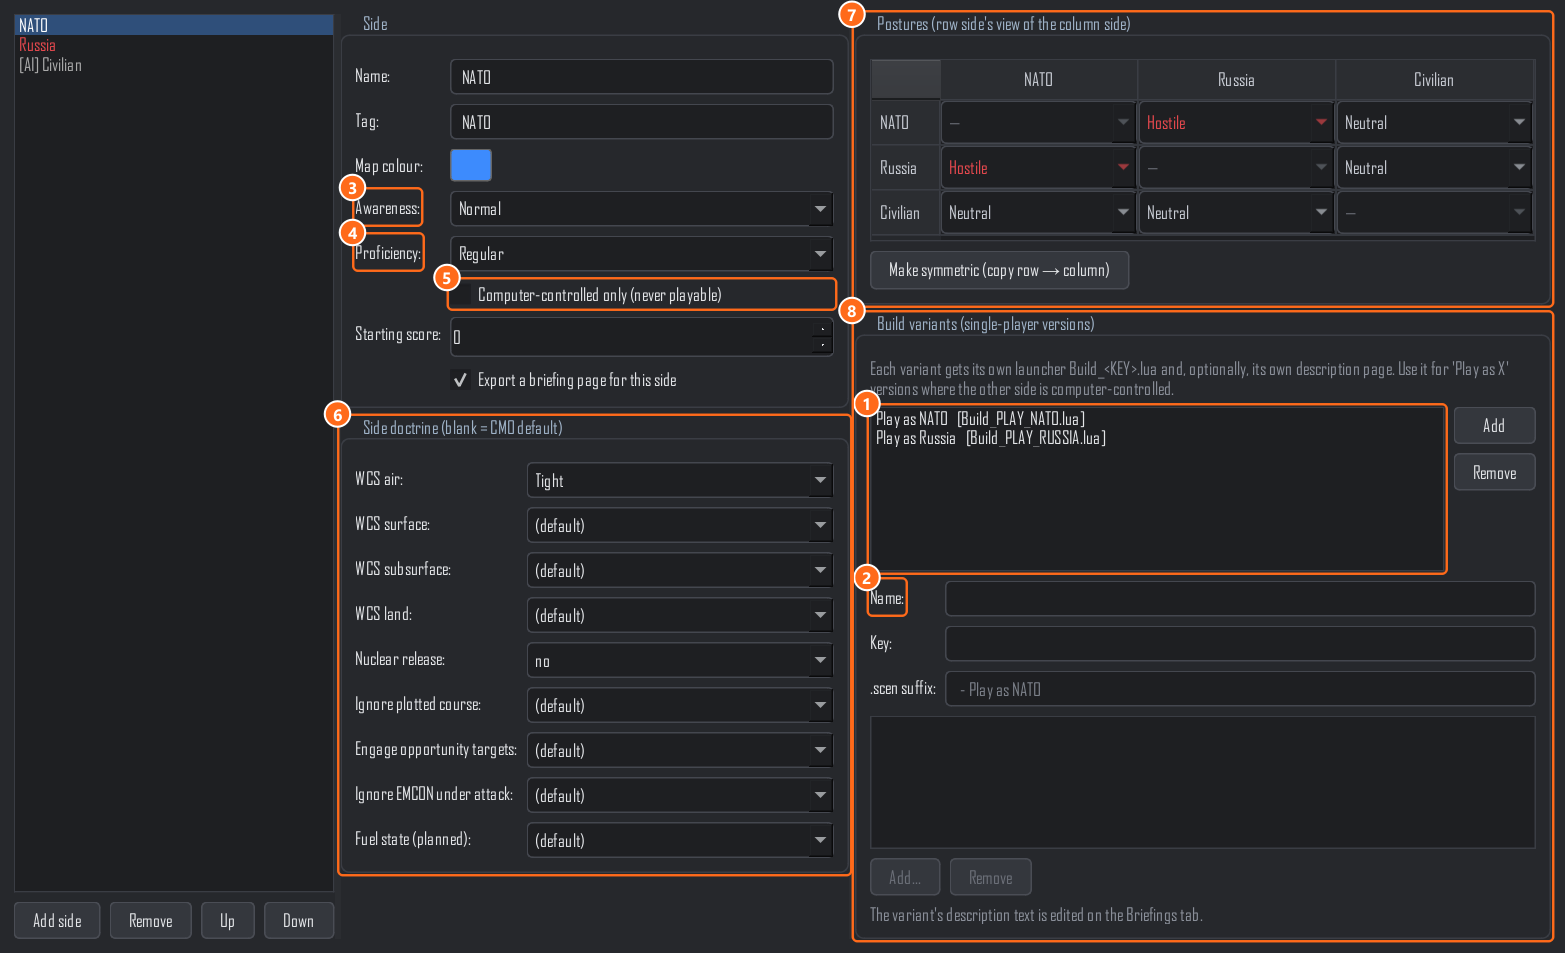 NATO
Russia
[AI] Civilian
Add side
Remove
Up
Down
Side
Name:
NATO
Tag:
NATO
Map colour:
3
Awareness:
Normal
4
Proficiency:
Regular
5
Computer-controlled only (never playable)
Starting score:
0
Export a briefing page for this side
6
Side doctrine (blank = CMO default)
WCS air:
Tight
WCS surface:
(default)
WCS subsurface:
(default)
WCS land:
(default)
Nuclear release:
no
Ignore plotted course:
(default)
Engage opportunity targets:
(default)
Ignore EMCON under attack:
(default)
Fuel state (planned):
(default)
7
Postures (row side's view of the column side)
NATO Russia Civilian
NATO — Hostile Neutral
Russia Hostile — Neutral
Civilian Neutral Neutral —
Make symmetric (copy row → column)
8
Build variants (single-player versions)
Each variant gets its own launcher Build_<KEY>.lua and, optionally, its own description page. Use it for 'Play as X'
versions where the other side is computer-controlled.
1
Play as NATO [Build_PLAY_NATO.lua]
Play as Russia [Build_PLAY_RUSSIA.lua]
Add
Remove
2
Name:
Key:
.scen suffix:
- Play as NATO
Add...
Remove
The variant's description text is edited on the Briefings tab.